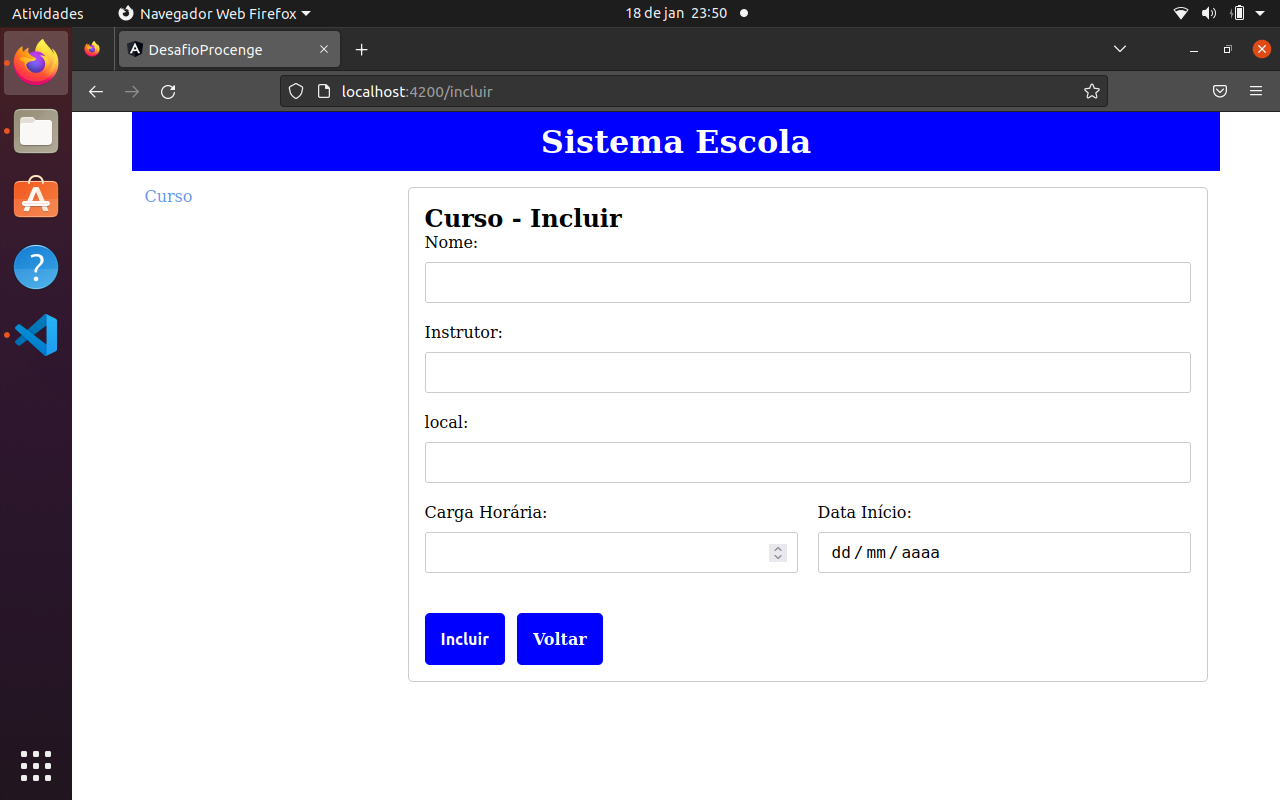 Atividades Navegador Web Firefox 18 de jan 23:50
DesafioProcenge
localhost:4200/incluir
Sistema Escola
Curso
Curso - Incluir
Nome:
Instrutor:
local:
Carga Horária: Data Início:
dd / mm / aaaa
Incluir Voltar